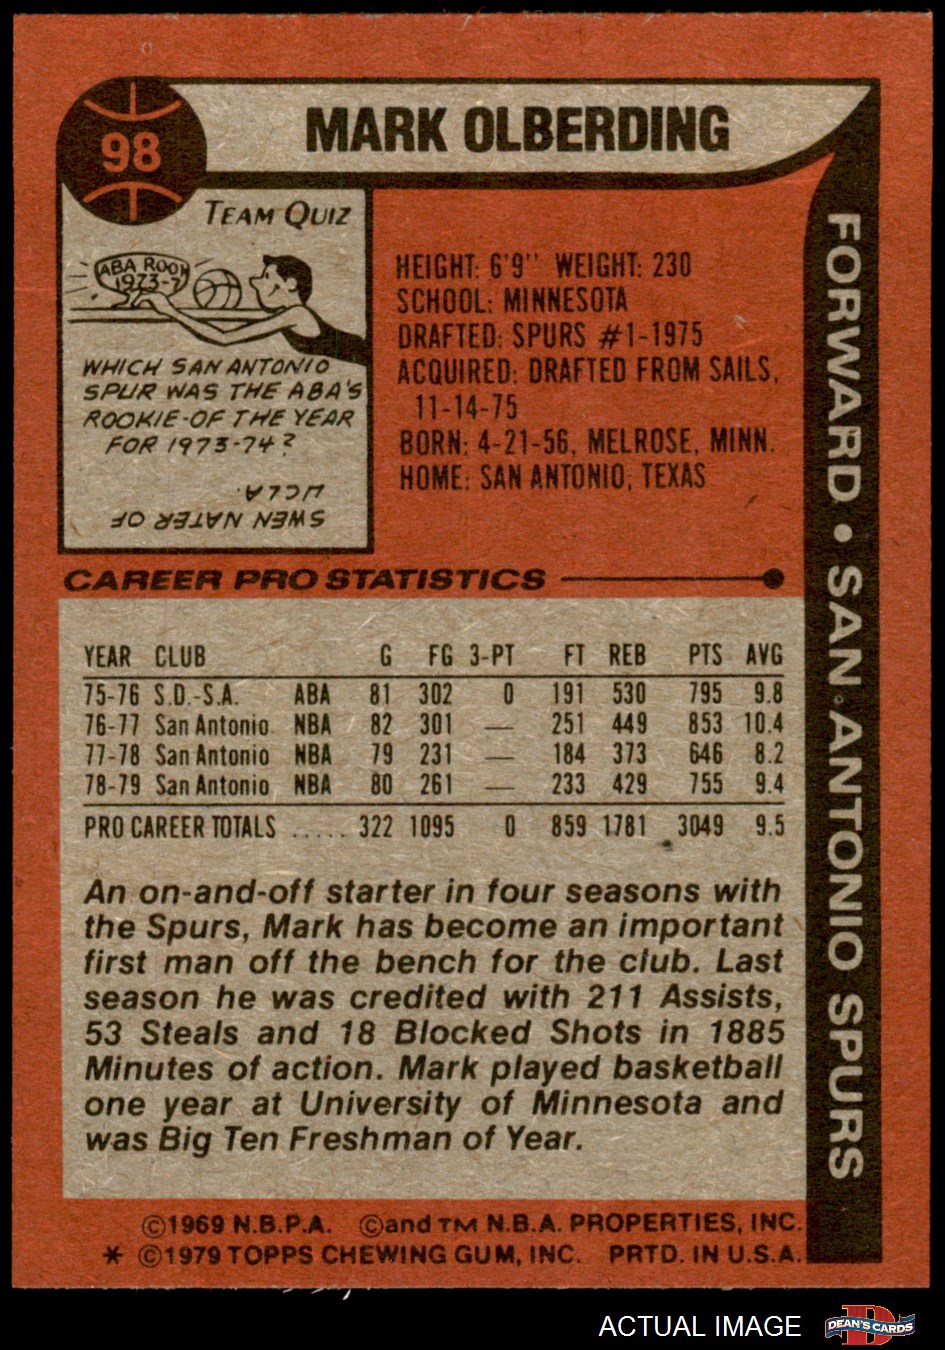 98
MARK OLBERDING
FORWARD • SAN ANTONIO SPURS
TEAM QUIZ
ABA ROOK
1973-7
WHICH SAN ANTONIO
SPUR WAS THE ABA'S
ROOKIE-OF THE YEAR
FOR 1973-74?
SWEN NATER OF
UCLA.
HEIGHT: 6'9" WEIGHT: 230
SCHOOL: MINNESOTA
DRAFTED: SPURS #1-1975
ACQUIRED: DRAFTED FROM SAILS,
11-14-75
BORN: 4-21-56, MELROSE, MINN.
HOME: SAN ANTONIO, TEXAS
CAREER PRO STATISTICS
YEAR CLUB G FG 3-PT FT REB PTS AVG
75-76 S.D.-S.A. ABA 81 302 0 191 530 795 9.8
76-77 San Antonio NBA 82 301 — 251 449 853 10.4
77-78 San Antonio NBA 79 231 — 184 373 646 8.2
78-79 San Antonio NBA 80 261 — 233 429 755 9.4
PRO CAREER TOTALS ..... 322 1095 0 859 1781 3049 9.5
An on-and-off starter in four seasons with
the Spurs, Mark has become an important
first man off the bench for the club. Last
season he was credited with 211 Assists,
53 Steals and 18 Blocked Shots in 1885
Minutes of action. Mark played basketball
one year at University of Minnesota and
was Big Ten Freshman of Year.
©1969 N.B.P.A. ©and TM N.B.A. PROPERTIES, INC.
* ©1979 TOPPS CHEWING GUM, INC. PRTD. IN U.S.A.
ACTUAL IMAGE
DEAN'S CARDS